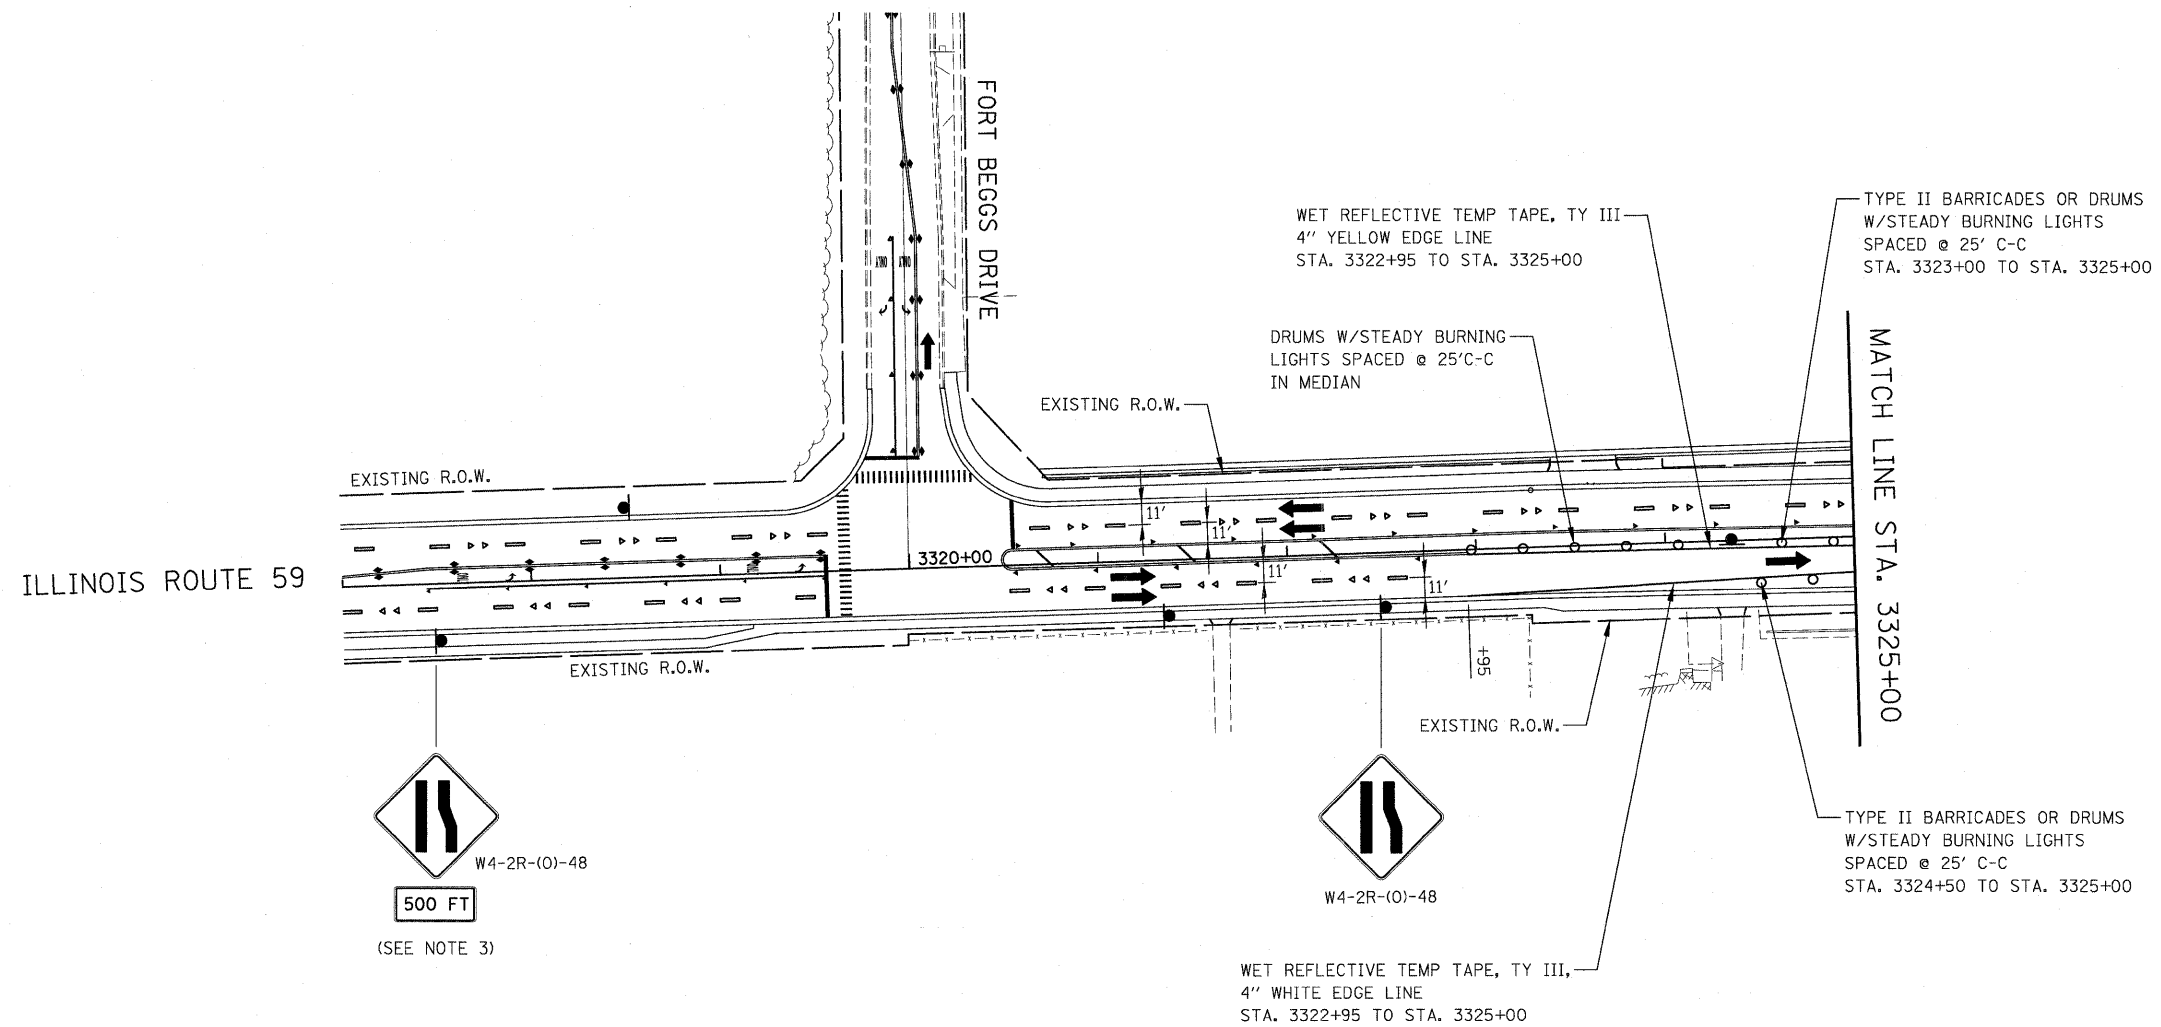 FORT BEGGS DRIVE
WET REFLECTIVE TEMP TAPE, TY III
4" YELLOW EDGE LINE
STA. 3322+95 TO STA. 3325+00
TYPE II BARRICADES OR DRUMS
W/STEADY BURNING LIGHTS
SPACED @ 25' C-C
STA. 3323+00 TO STA. 3325+00
ONLY
ONLY
DRUMS W/STEADY BURNING
LIGHTS SPACED @ 25'C-C
IN MEDIAN
EXISTING R.O.W.
MATCH LINE STA. 3325+00
EXISTING R.O.W.
11'
11'
11'
11'
3320+00
ILLINOIS ROUTE 59
EXISTING R.O.W.
+95
EXISTING R.O.W.
W4-2R-(O)-48
500 FT
(SEE NOTE 3)
W4-2R-(O)-48
TYPE II BARRICADES OR DRUMS
W/STEADY BURNING LIGHTS
SPACED @ 25' C-C
STA. 3324+50 TO STA. 3325+00
WET REFLECTIVE TEMP TAPE, TY III,
4" WHITE EDGE LINE
STA. 3322+95 TO STA. 3325+00